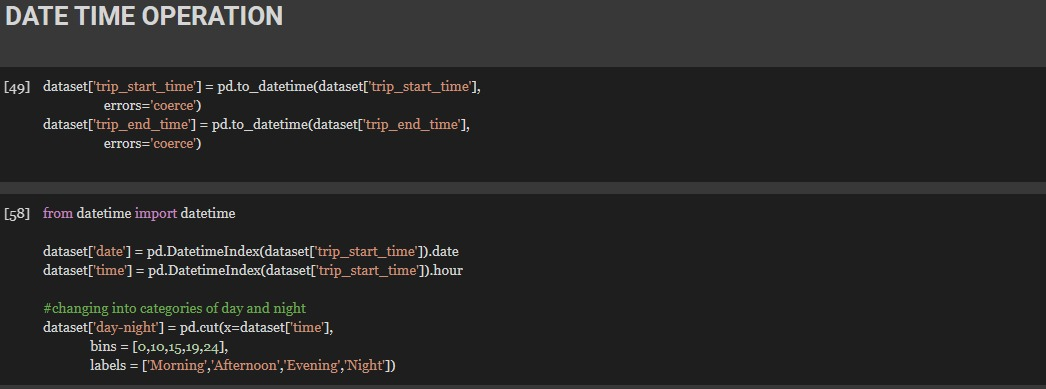 DATE TIME OPERATION
[49] dataset['trip_start_time'] = pd.to_datetime(dataset['trip_start_time'],
errors='coerce')
dataset['trip_end_time'] = pd.to_datetime(dataset['trip_end_time'],
errors='coerce')
[58] from datetime import datetime
dataset['date'] = pd.DatetimeIndex(dataset['trip_start_time']).date
dataset['time'] = pd.DatetimeIndex(dataset['trip_start_time']).hour
#changing into categories of day and night
dataset['day-night'] = pd.cut(x=dataset['time'],
bins = [0,10,15,19,24],
labels = ['Morning','Afternoon','Evening','Night'])